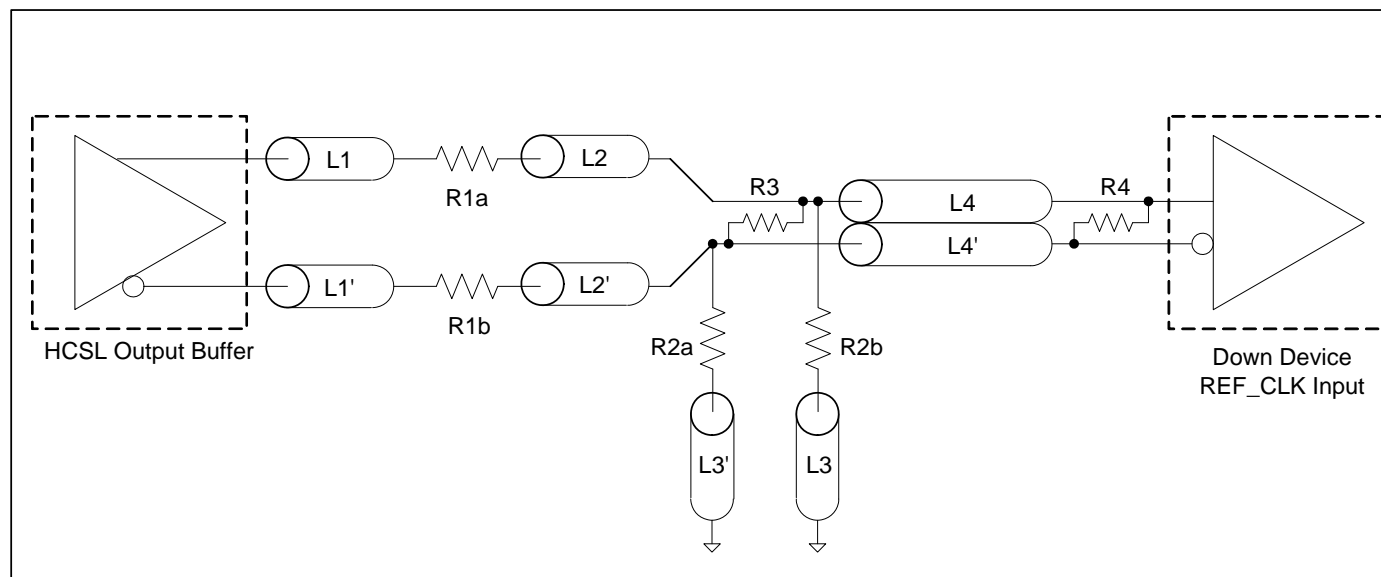 L1
R1a
L2
R3
L4
R4
L4'
L1'
R1b
L2'
HCSL Output Buffer
R2a
R2b
Down Device
REF_CLK Input
L3'
L3